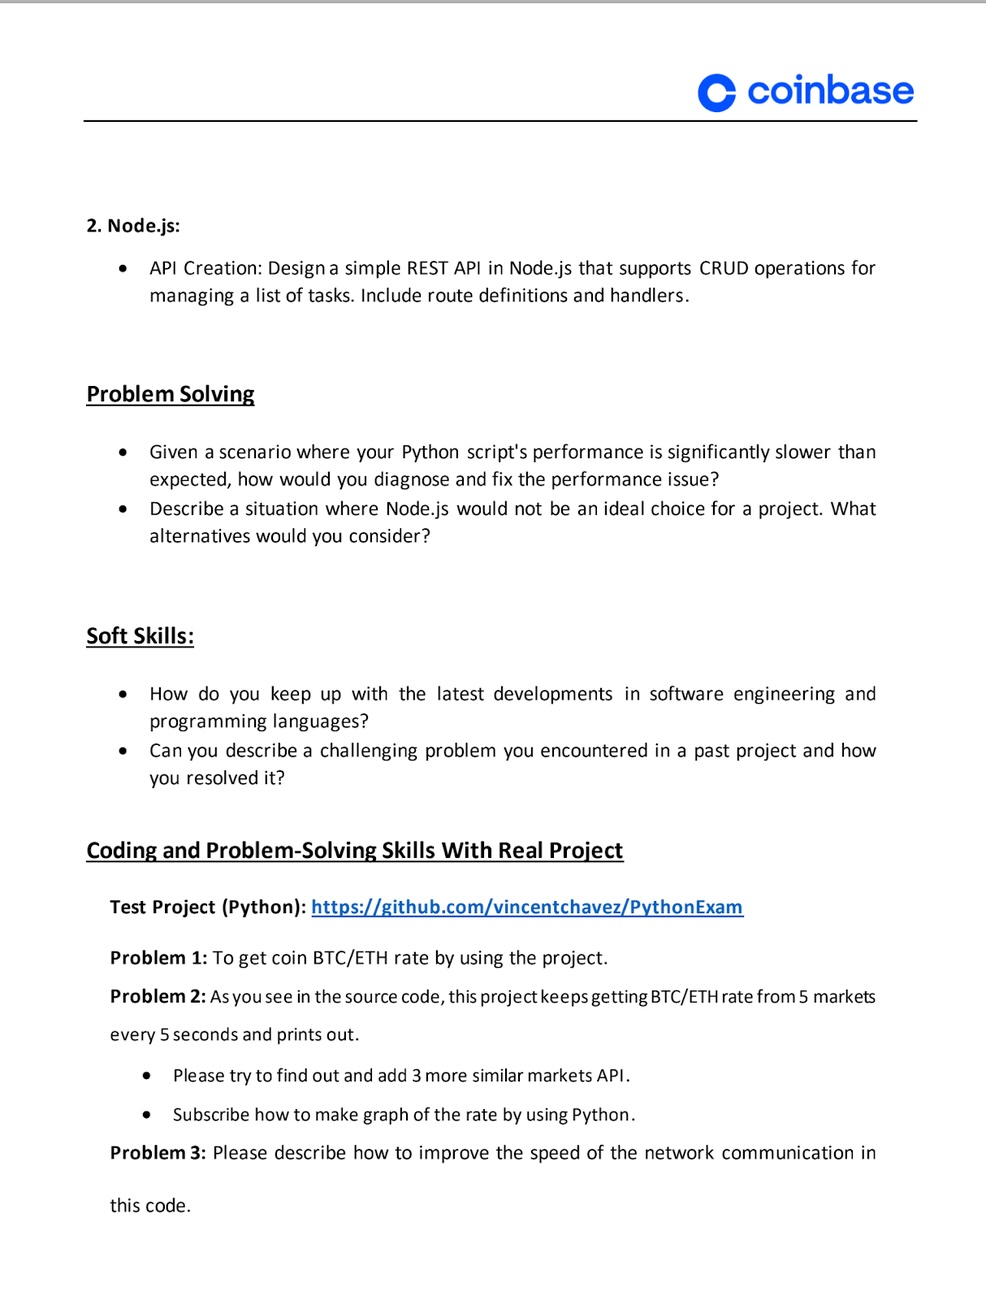 coinbase
2. Node.js:
• API Creation: Design a simple REST API in Node.js that supports CRUD operations for
managing a list of tasks. Include route definitions and handlers.
Problem Solving
• Given a scenario where your Python script's performance is significantly slower than
expected, how would you diagnose and fix the performance issue?
• Describe a situation where Node.js would not be an ideal choice for a project. What
alternatives would you consider?
Soft Skills:
• How do you keep up with the latest developments in software engineering and
programming languages?
• Can you describe a challenging problem you encountered in a past project and how
you resolved it?
Coding and Problem-Solving Skills With Real Project
Test Project (Python): https://github.com/vincentchavez/PythonExam
Problem 1: To get coin BTC/ETH rate by using the project.
Problem 2: As you see in the source code, this project keeps getting BTC/ETH rate from 5 markets
every 5 seconds and prints out.
• Please try to find out and add 3 more similar markets API.
• Subscribe how to make graph of the rate by using Python.
Problem 3: Please describe how to improve the speed of the network communication in
this code.